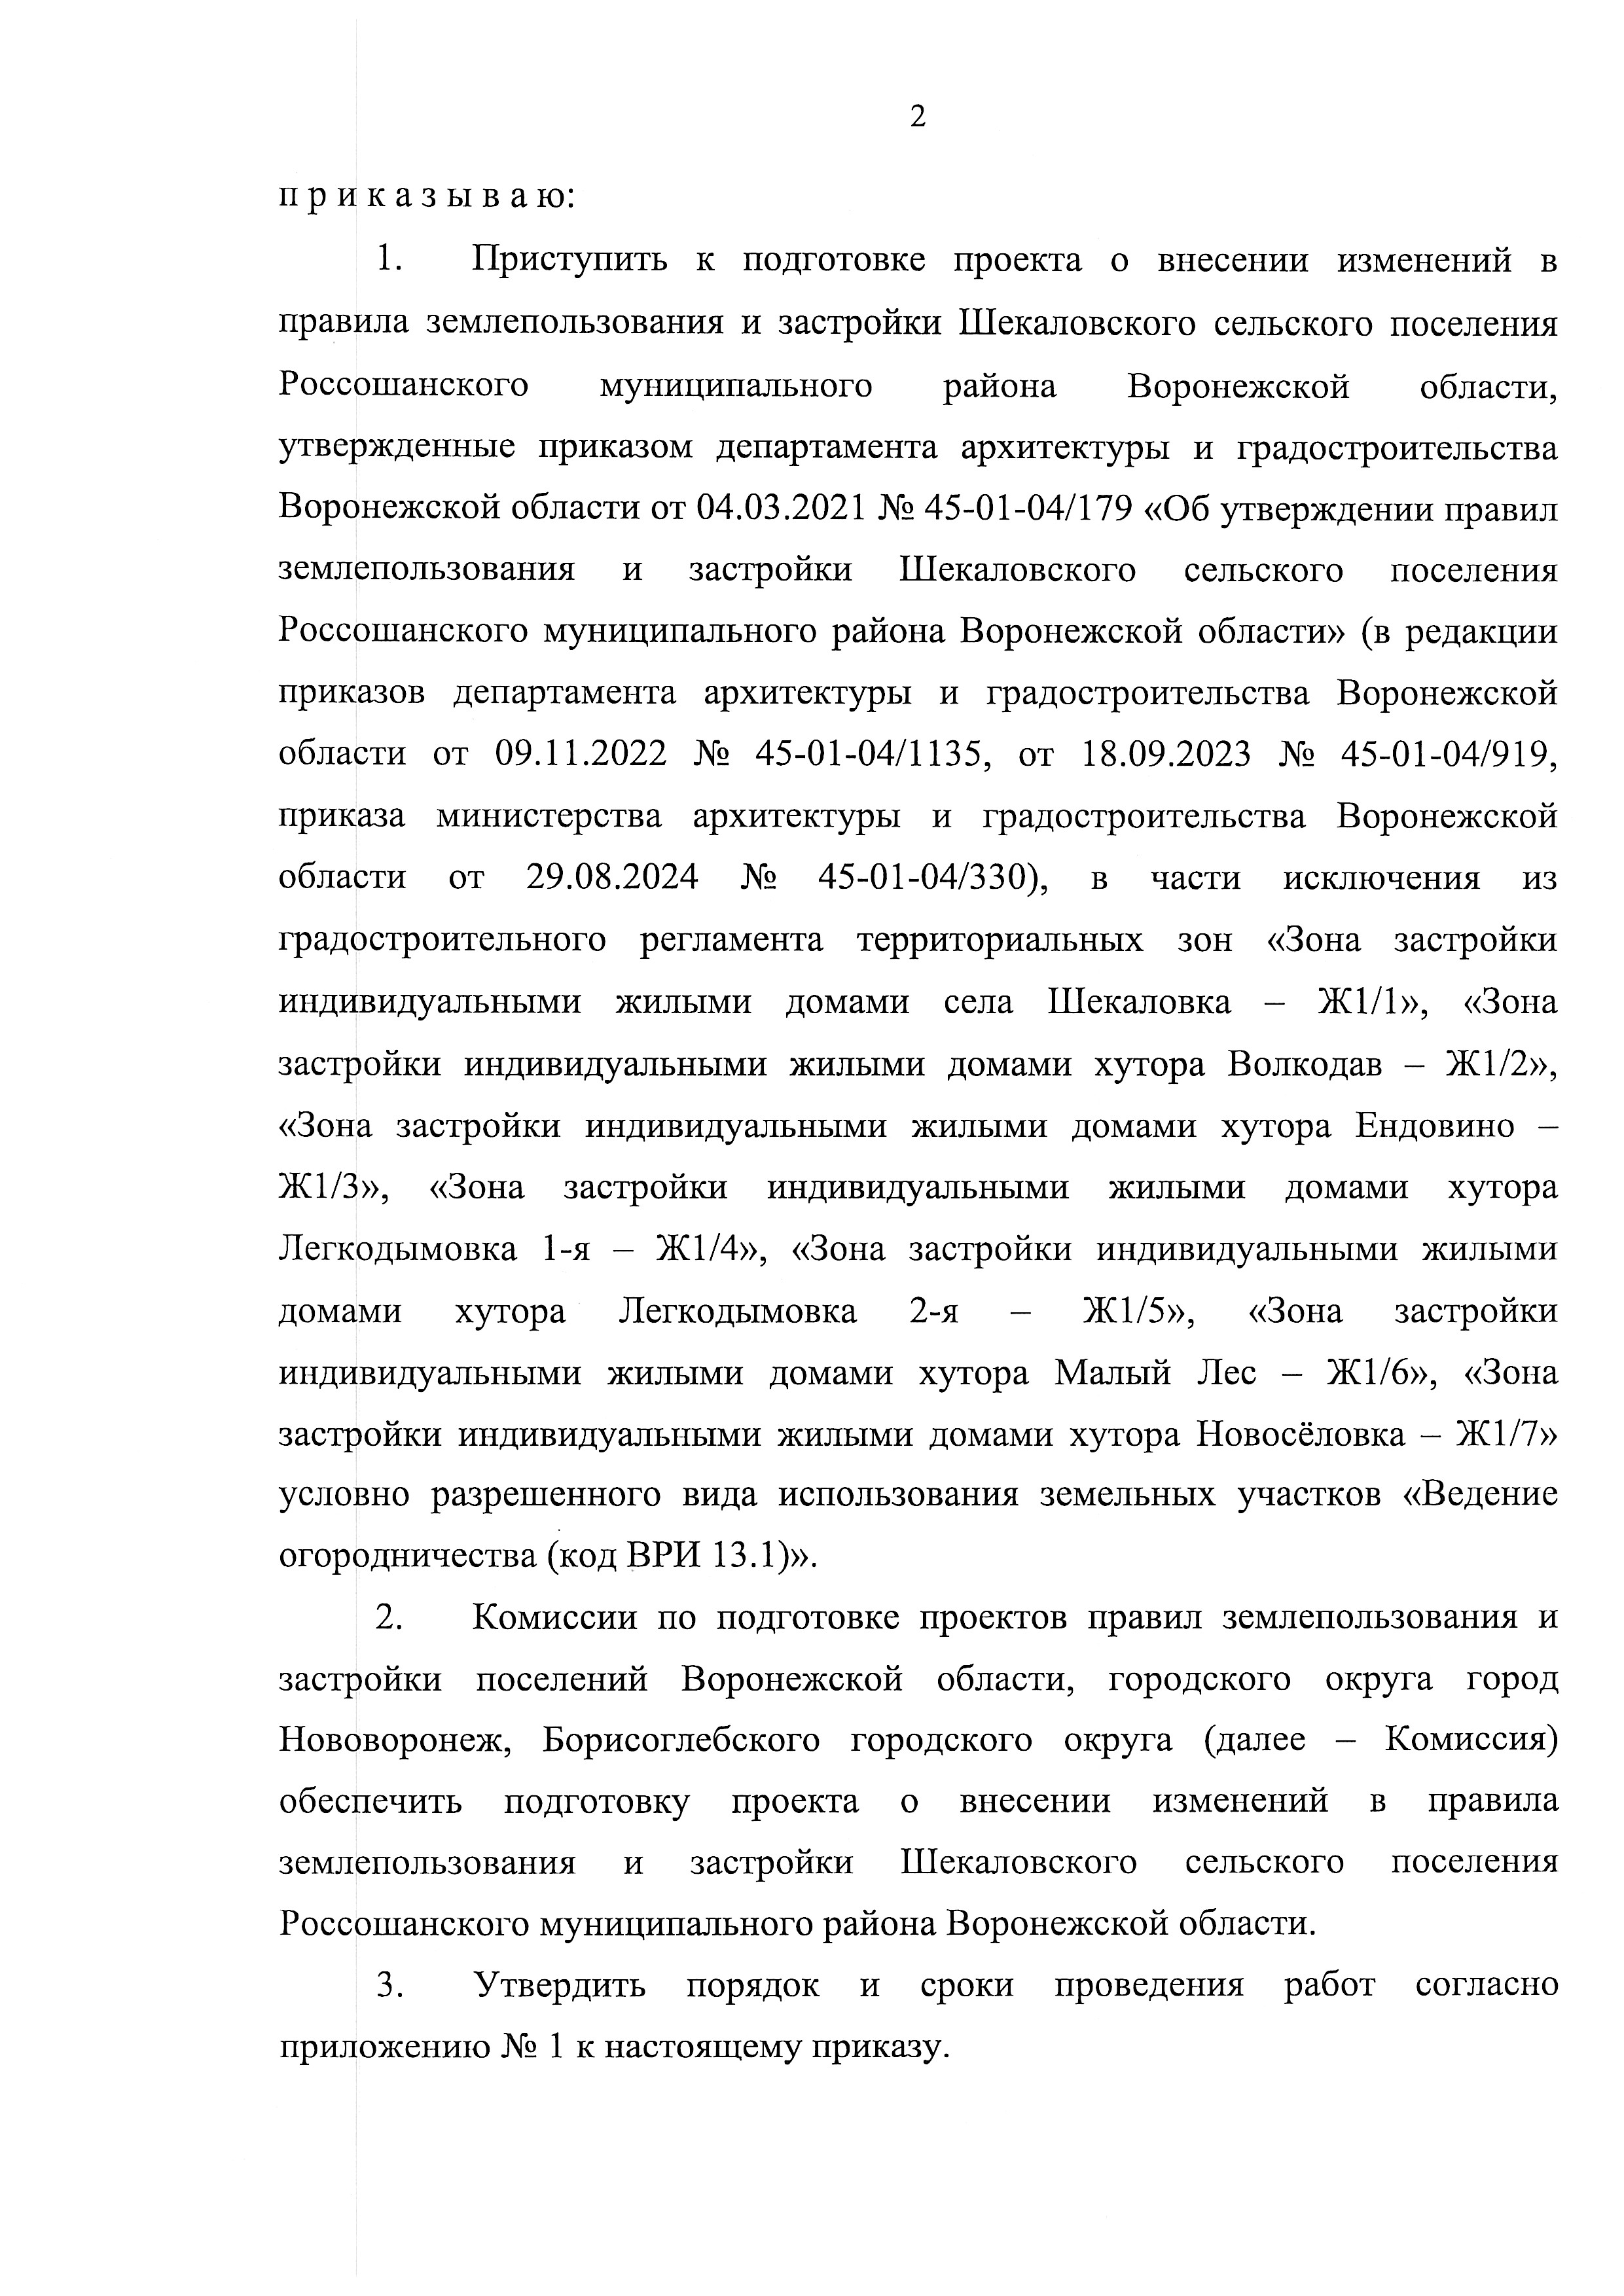 2
п р и к а з ы в а ю:
1. Приступить к подготовке проекта о внесении изменений в
правила землепользования и застройки Шекаловского сельского поселения
Россошанского муниципального района Воронежской области,
утвержденные приказом департамента архитектуры и градостроительства
Воронежской области от 04.03.2021 № 45-01-04/179 «Об утверждении правил
землепользования и застройки Шекаловского сельского поселения
Россошанского муниципального района Воронежской области» (в редакции
приказов департамента архитектуры и градостроительства Воронежской
области от 09.11.2022 № 45-01-04/1135, от 18.09.2023 № 45-01-04/919,
приказа министерства архитектуры и градостроительства Воронежской
области от 29.08.2024 № 45-01-04/330), в части исключения из
градостроительного регламента территориальных зон «Зона застройки
индивидуальными жилыми домами села Шекаловка – Ж1/1», «Зона
застройки индивидуальными жилыми домами хутора Волкодав – Ж1/2»,
«Зона застройки индивидуальными жилыми домами хутора Ендовино –
Ж1/3», «Зона застройки индивидуальными жилыми домами хутора
Легкодымовка 1-я – Ж1/4», «Зона застройки индивидуальными жилыми
домами хутора Легкодымовка 2-я – Ж1/5», «Зона застройки
индивидуальными жилыми домами хутора Малый Лес – Ж1/6», «Зона
застройки индивидуальными жилыми домами хутора Новосёловка – Ж1/7»
условно разрешенного вида использования земельных участков «Ведение
огородничества (код ВРИ 13.1)».
2. Комиссии по подготовке проектов правил землепользования и
застройки поселений Воронежской области, городского округа город
Нововоронеж, Борисоглебского городского округа (далее – Комиссия)
обеспечить подготовку проекта о внесении изменений в правила
землепользования и застройки Шекаловского сельского поселения
Россошанского муниципального района Воронежской области.
3. Утвердить порядок и сроки проведения работ согласно
приложению № 1 к настоящему приказу.